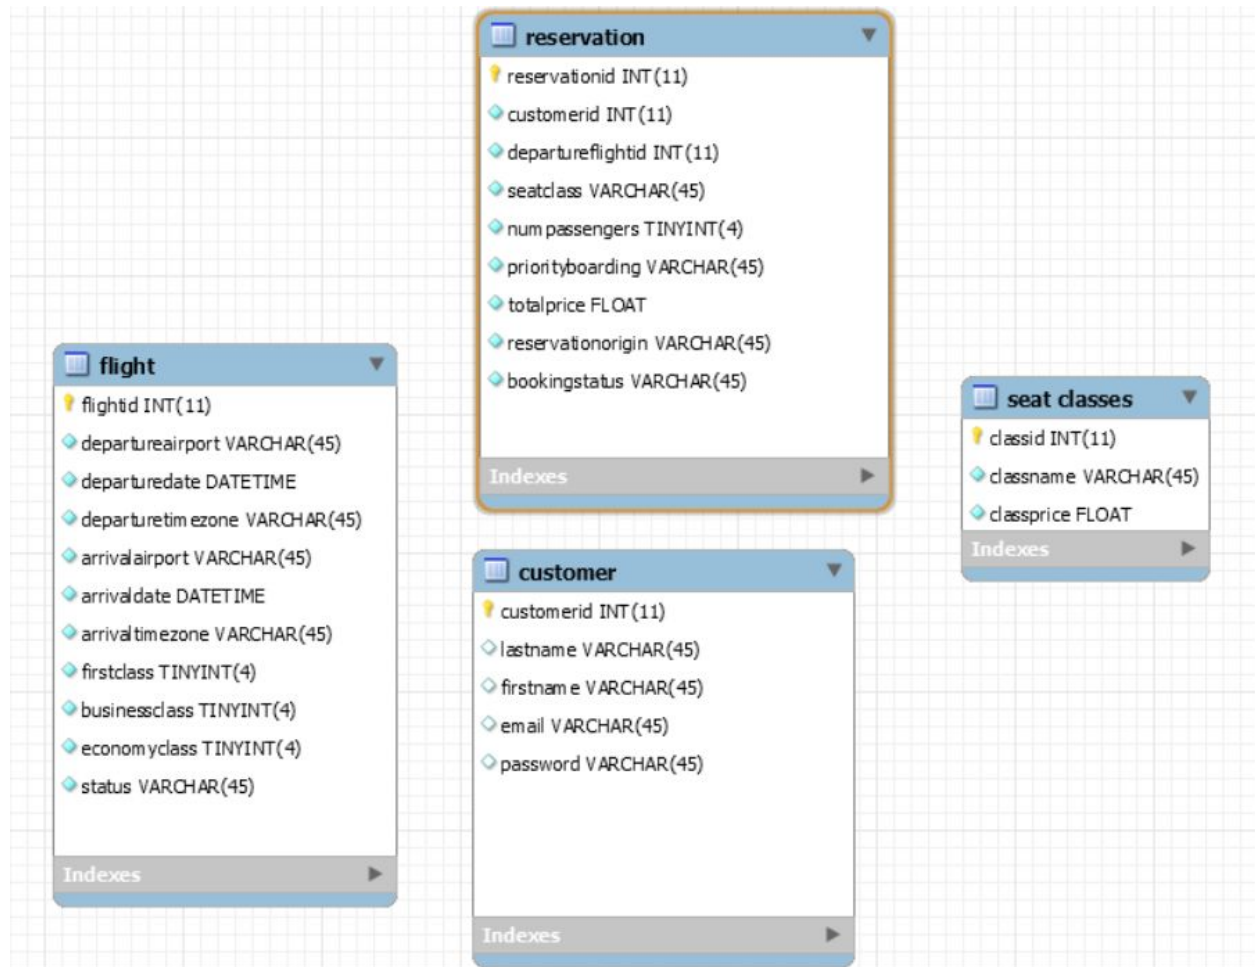 reservation
reservationid INT(11)
customerid INT(11)
departureflightid INT(11)
seatclass VARCHAR(45)
numpassengers TINYINT(4)
priorityboarding VARCHAR(45)
totalprice FLOAT
reservationorigin VARCHAR(45)
bookingstatus VARCHAR(45)
Indexes
flight
flightid INT(11)
departureairport VARCHAR(45)
departuredate DATETIME
departuretimezone VARCHAR(45)
arrivalairport VARCHAR(45)
arrivaldate DATETIME
arrivaltimezone VARCHAR(45)
firstclass TINYINT(4)
businessclass TINYINT(4)
economyclass TINYINT(4)
status VARCHAR(45)
Indexes
customer
customerid INT(11)
lastname VARCHAR(45)
firstname VARCHAR(45)
email VARCHAR(45)
password VARCHAR(45)
Indexes
seat classes
classid INT(11)
classname VARCHAR(45)
classprice FLOAT
Indexes